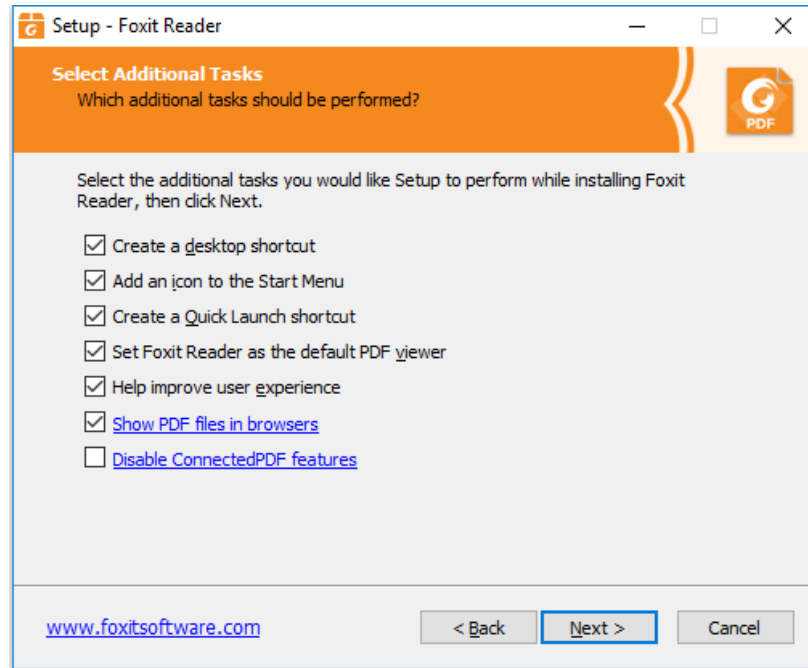 Setup - Foxit Reader
Select Additional Tasks
Which additional tasks should be performed?
PDF
Select the additional tasks you would like Setup to perform while installing Foxit
Reader, then click Next.
Create a desktop shortcut
Add an icon to the Start Menu
Create a Quick Launch shortcut
Set Foxit Reader as the default PDF viewer
Help improve user experience
Show PDF files in browsers
Disable ConnectedPDF features
www.foxitsoftware.com
< Back
Next >
Cancel